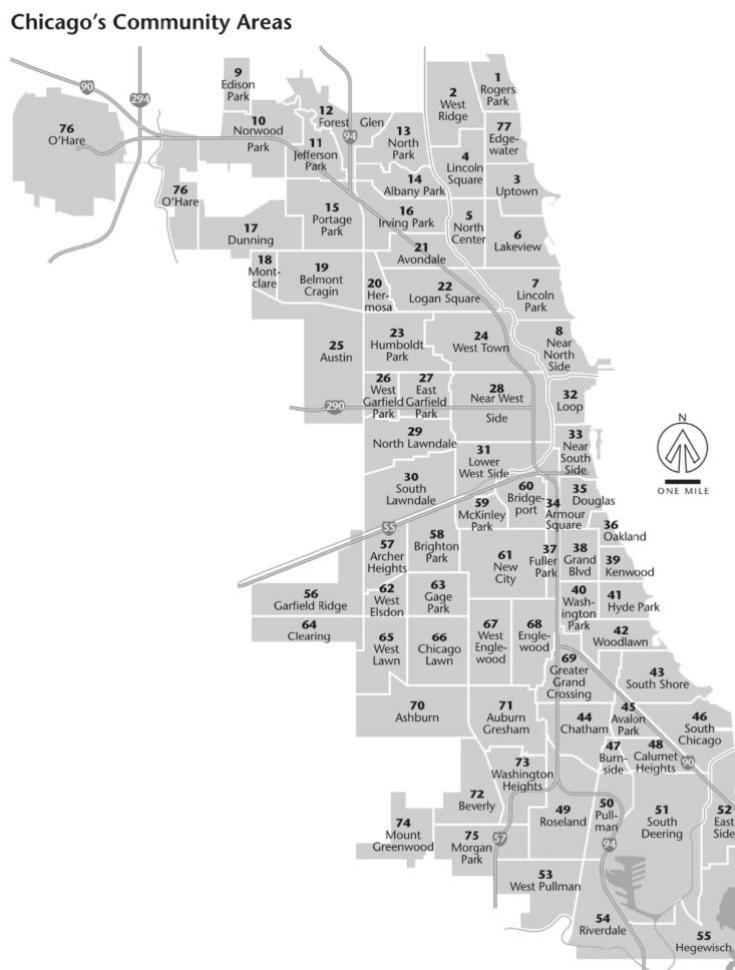 Chicago's Community Areas
9
Edison
Park
1
Rogers
Park
2
West
Ridge
90
294
76
O'Hare
10
Norwood
Park
12
Forest Glen
94
11
Jefferson
Park
13
North
Park
77
Edge-
water
4
Lincoln
Square
14
Albany Park
3
Uptown
76
O'Hare
15
Portage
Park
16
Irving Park
5
North
Center
6
Lakeview
17
Dunning
21
Avondale
18
Mont-
clare
19
Belmont
Cragin
20
Her-
mosa
22
Logan Square
7
Lincoln
Park
25
Austin
23
Humboldt
Park
24
West Town
8
Near
North
Side
26
West
Garfield
Park
27
East
Garfield
Park
28
Near West
Side
32
Loop
290
29
North Lawndale
31
Lower
West Side
33
Near
South
Side
N
ONE MILE
30
South
Lawndale
59
McKinley
Park
60
Bridge-
port
34
Armour
Square
35
Douglas
36
Oakland
55
57
Archer
Heights
58
Brighton
Park
61
New
City
37
Fuller
Park
38
Grand
Blvd
39
Kenwood
56
Garfield Ridge
62
West
Elsdon
63
Gage
Park
40
Wash-
ington
Park
41
Hyde Park
64
Clearing
65
West
Lawn
66
Chicago
Lawn
67
West
Engle-
wood
68
Engle-
wood
42
Woodlawn
69
Greater
Grand
Crossing
43
South Shore
70
Ashburn
71
Auburn
Gresham
44
Chatham
45
Avalon
Park
46
South
Chicago
47
Burn-
side
48
Calumet
Heights
90
73
Washington
Heights
72
Beverly
49
Roseland
50
Pull-
man
51
South
Deering
52
East
Side
74
Mount
Greenwood
75
Morgan
Park
57
94
53
West Pullman
54
Riverdale
55
Hegewisch